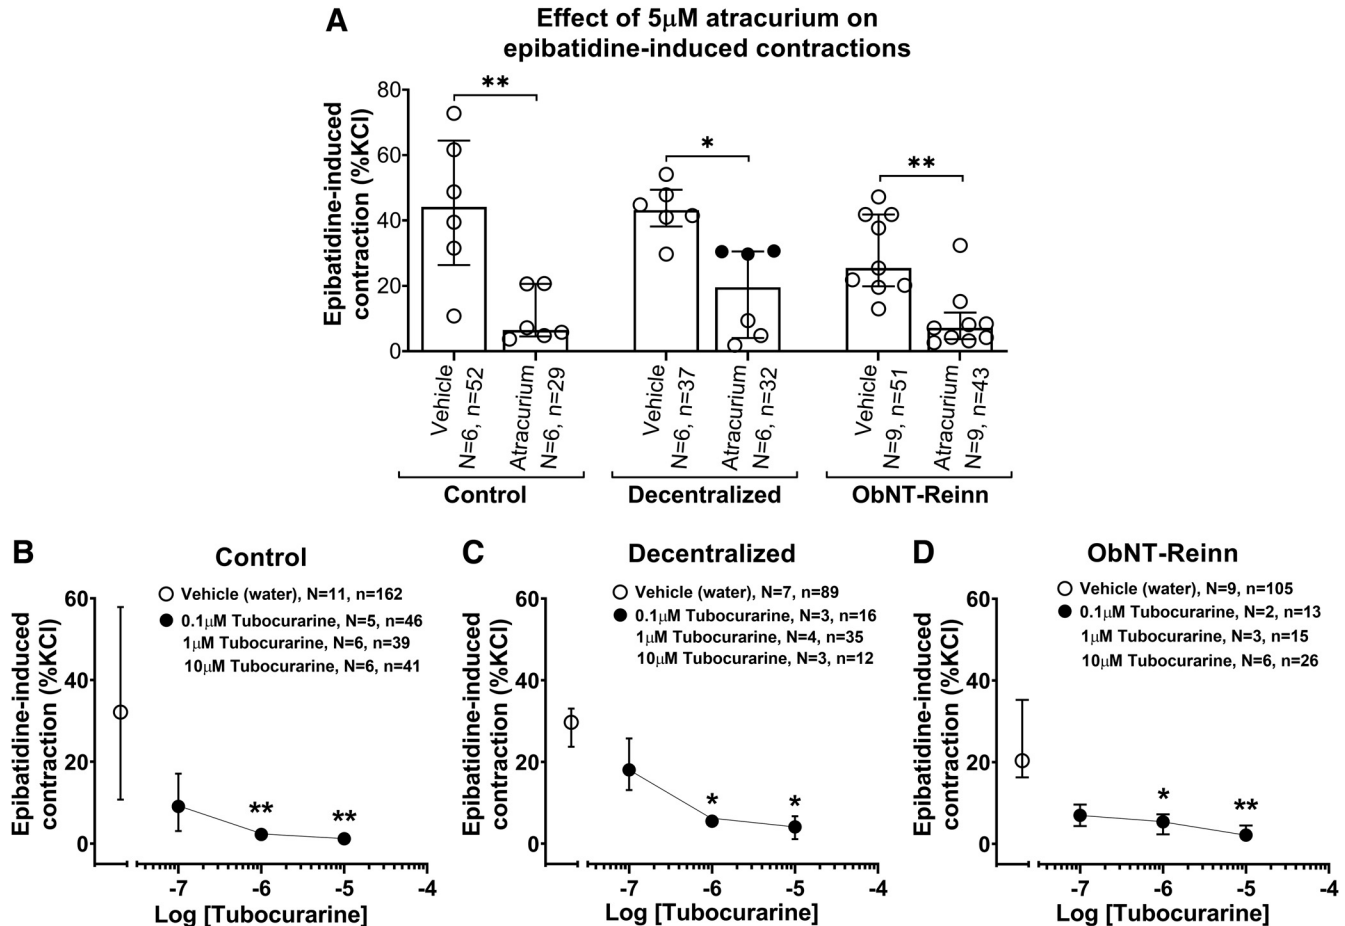 A
Effect of 5μM atracurium on
epibatidine-induced contractions
Epibatidine-induced
contraction (%KCl)
80
60
40
20
0
**
*
**
Vehicle
N=6, n=52
Atracurium
N=6, n=29
Vehicle
N=6, n=37
Atracurium
N=6, n=32
Vehicle
N=9, n=51
Atracurium
N=9, n=43
Control
Decentralized
ObNT-Reinn
B
Control
Vehicle (water), N=11, n=162
0.1μM Tubocurarine, N=5, n=46
1μM Tubocurarine, N=6, n=39
10μM Tubocurarine, N=6, n=41
Epibatidine-induced
contraction (%KCl)
60
40
20
0
**
**
-7
-6
-5
-4
Log [Tubocurarine]
C
Decentralized
Vehicle (water), N=7, n=89
0.1μM Tubocurarine, N=3, n=16
1μM Tubocurarine, N=4, n=35
10μM Tubocurarine, N=3, n=12
Epibatidine-induced
contraction (%KCl)
60
40
20
0
*
*
-7
-6
-5
-4
Log [Tubocurarine]
D
ObNT-Reinn
Vehicle (water), N=9, n=105
0.1μM Tubocurarine, N=2, n=13
1μM Tubocurarine, N=3, n=15
10μM Tubocurarine, N=6, n=26
Epibatidine-induced
contraction (%KCl)
60
40
20
0
*
**
-7
-6
-5
-4
Log [Tubocurarine]